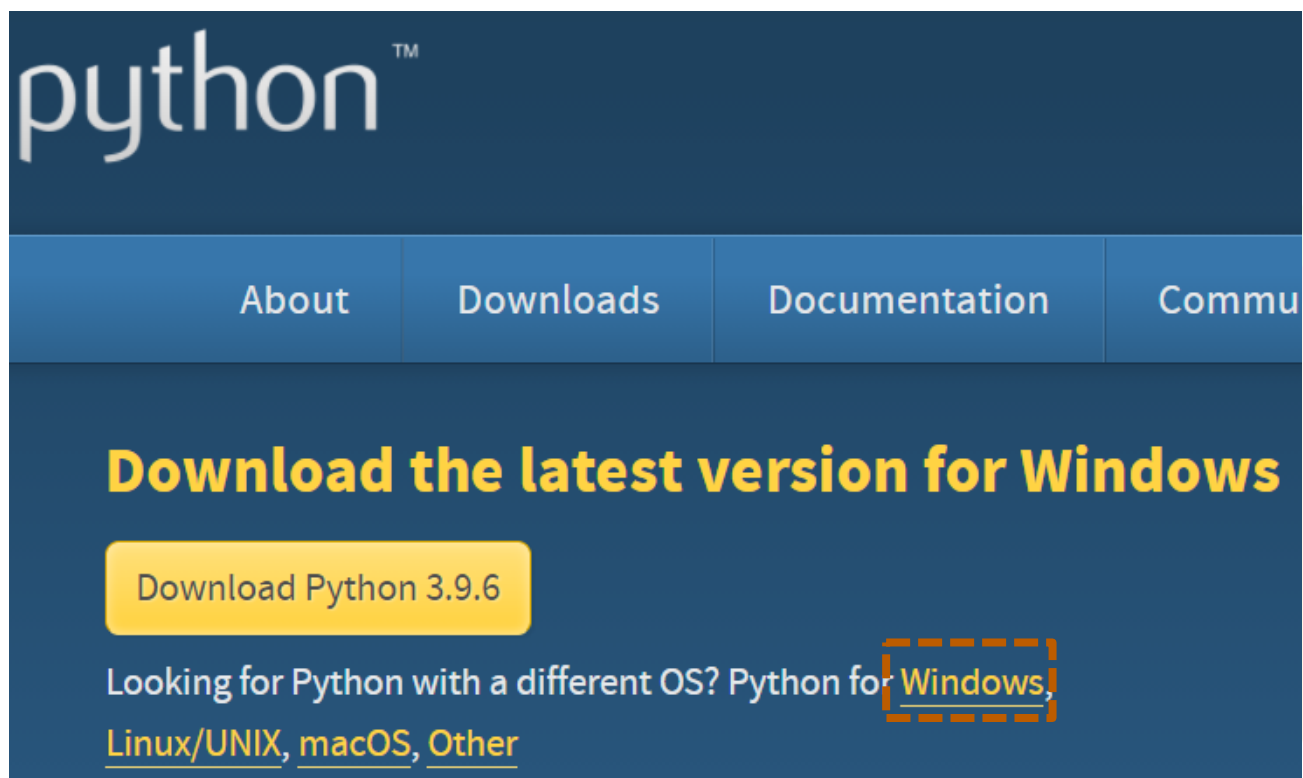 python™
About Downloads Documentation Commu
Download the latest version for Windows
Download Python 3.9.6
Looking for Python with a different OS? Python for Windows,
Linux/UNIX, macOS, Other